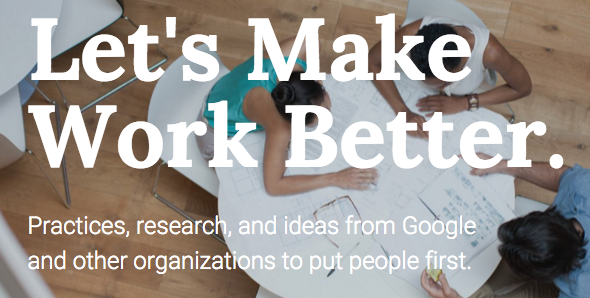 Let's Make
Work Better.
Practices, research, and ideas from Google
and other organizations to put people first.